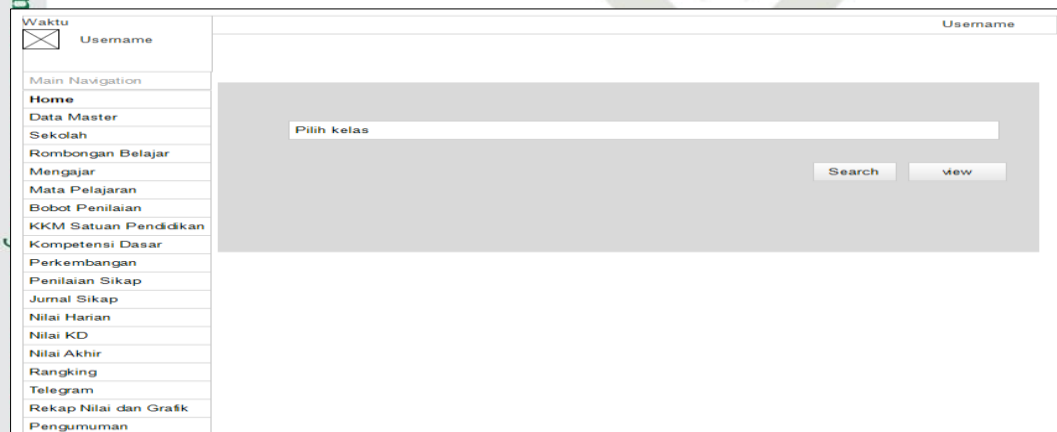 Waktu
Username
Username
Main Navigation
Home
Data Master
Sekolah
Rombongan Belajar
Mengajar
Mata Pelajaran
Bobot Penilaian
KKM Satuan Pendidikan
Kompetensi Dasar
Perkembangan
Penilaian Sikap
Jurnal Sikap
Nilai Harian
Nilai KD
Nilai Akhir
Rangking
Telegram
Rekap Nilai dan Grafik
Pengumuman
Pilih kelas
Search view